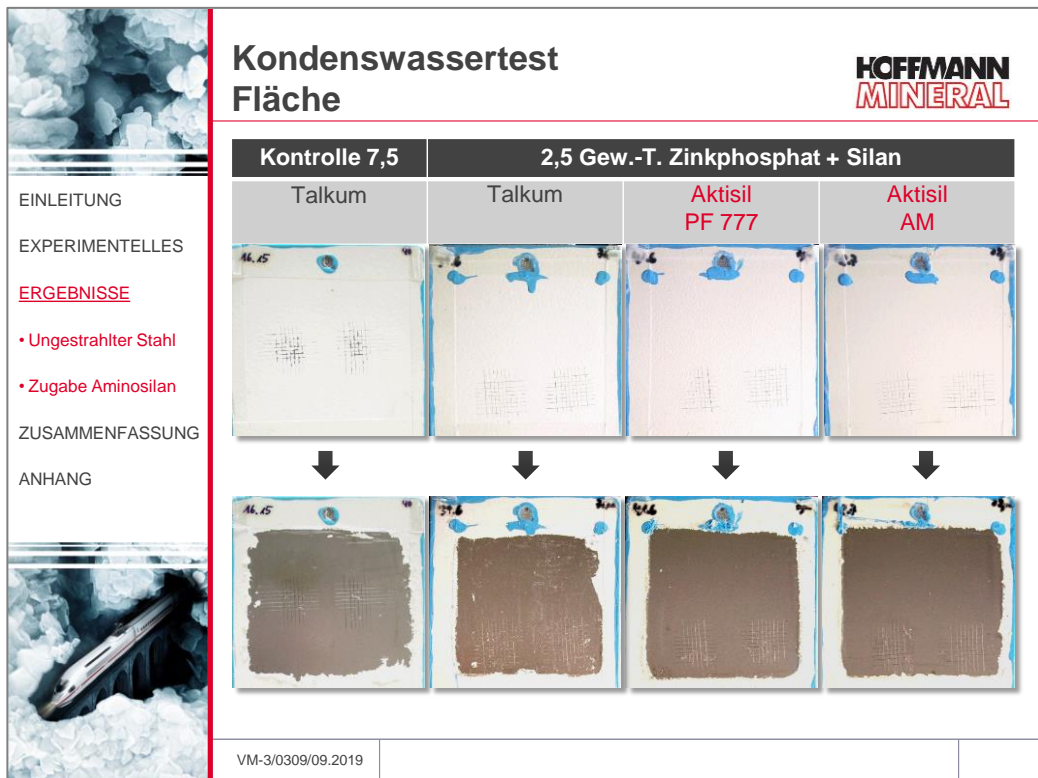 Kondenswassertest
Fläche
HOFFMANN
MINERAL
EINLEITUNG
EXPERIMENTELLES
ERGEBNISSE
• Ungestrahlter Stahl
• Zugabe Aminosilan
ZUSAMMENFASSUNG
ANHANG
Kontrolle 7,5
2,5 Gew.-T. Zinkphosphat + Silan
Talkum
Talkum
Aktisil
PF 777
Aktisil
AM
16.15
16.15
VM-3/0309/09.2019